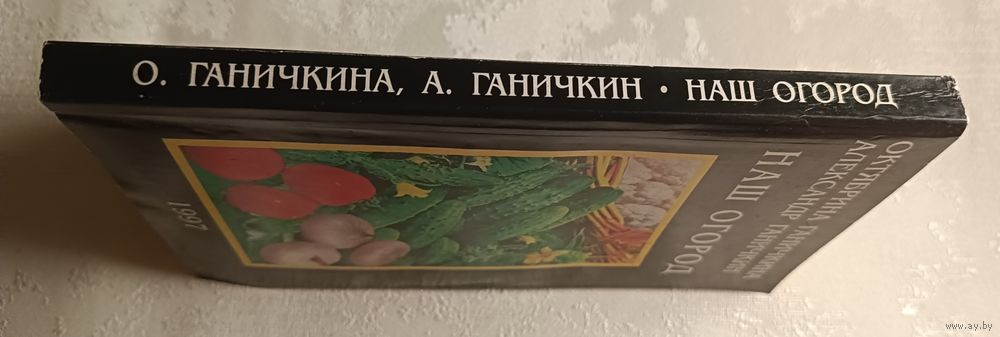 О. ГАНИЧКИНА, А. ГАНИЧКИН • НАШ ОГОРОД
ОКТЯБРИНА ГАНИЧКИНА
АЛЕКСАНДР ГАНИЧКИН
НАШ ОГОРОД
1997
www.ay.by